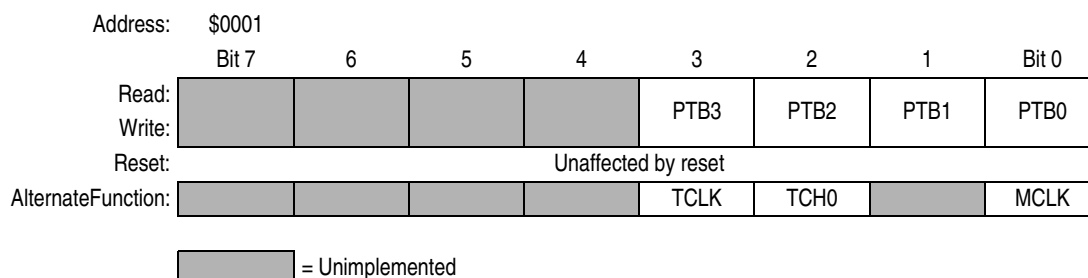 Address: $0001
Bit 7 6 5 4 3 2 1 Bit 0
Read:
Write:
PTB3 PTB2 PTB1 PTB0
Reset: Unaffected by reset
AlternateFunction: TCLK TCH0 MCLK
= Unimplemented